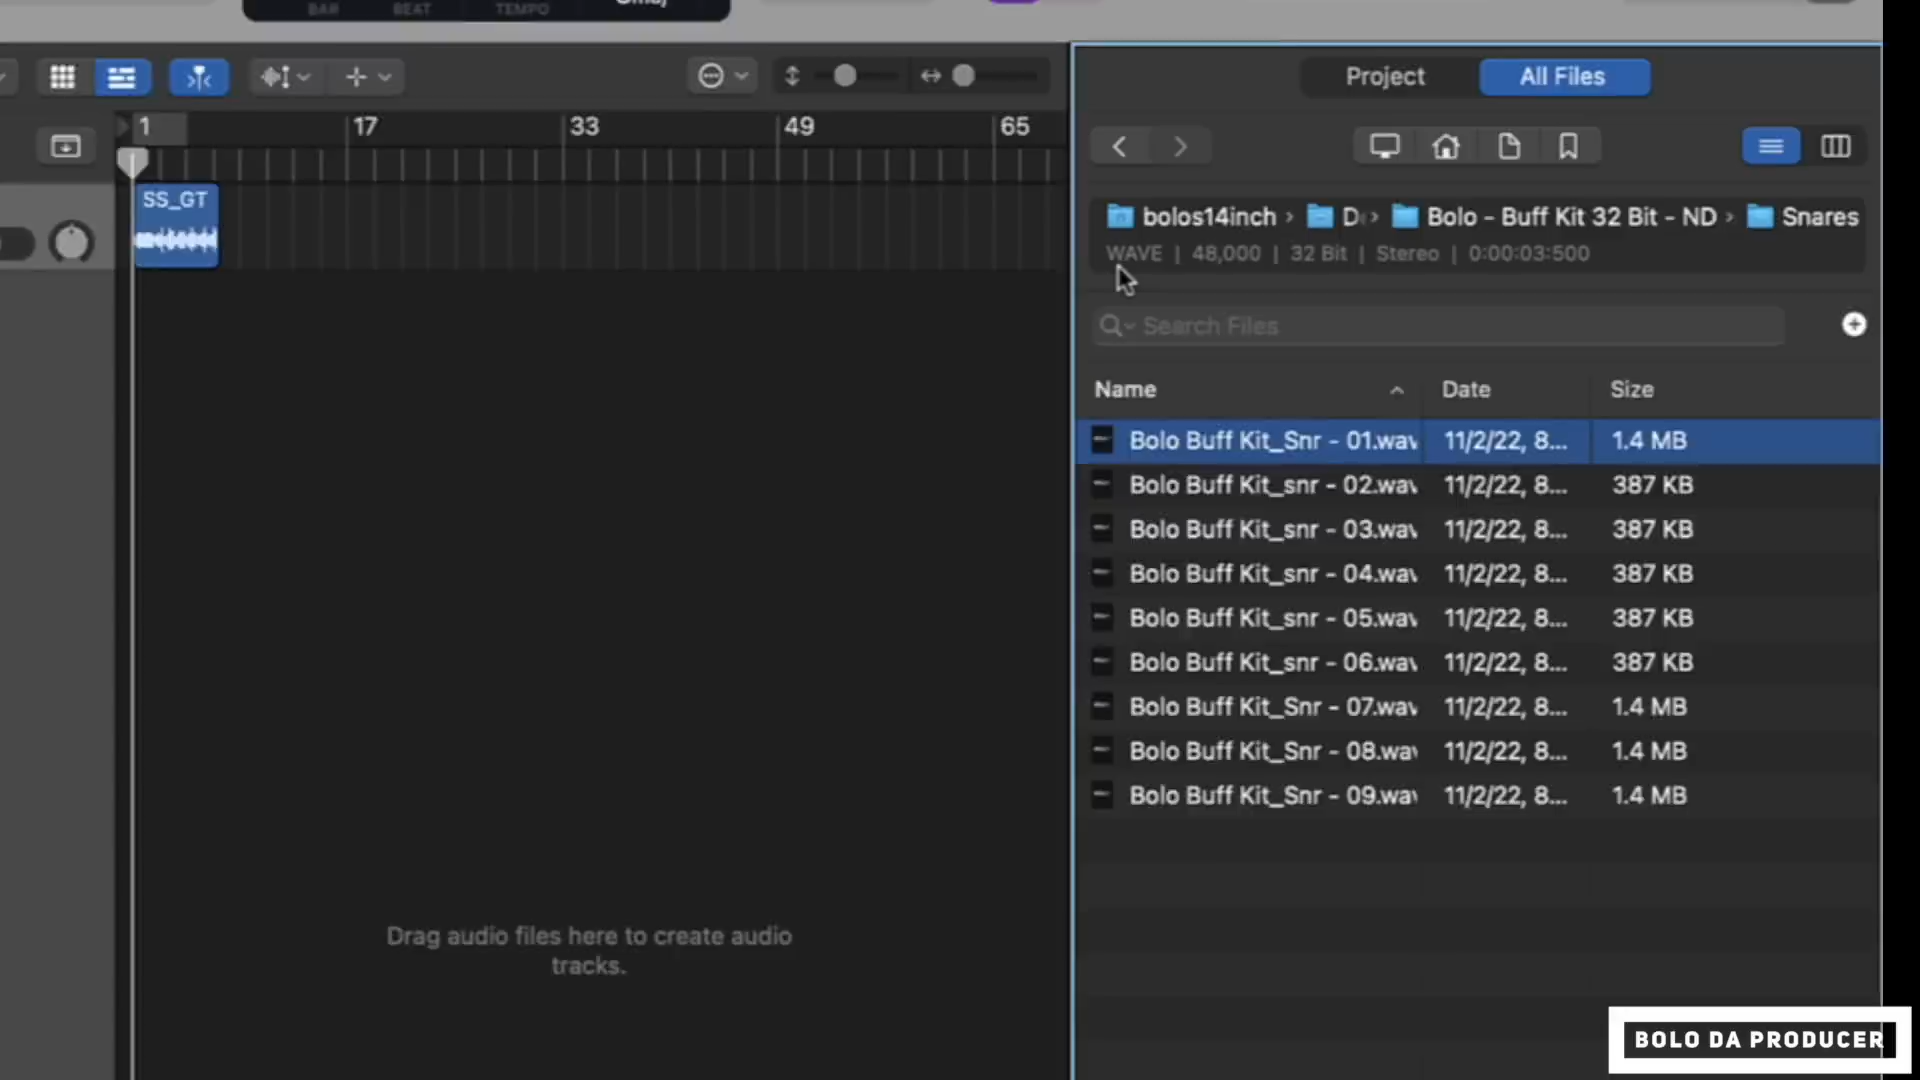 BAR BEAT TEMPO Cmaj
Project All Files
1 17 33 49 65
SS_GT
bolos14inch › D › Bolo - Buff Kit 32 Bit - ND › Snares
WAVE | 48,000 | 32 Bit | Stereo | 0:00:03:500
Search Files
Name Date Size
Bolo Buff Kit_Snr - 01.wav 11/2/22, 8... 1.4 MB
Bolo Buff Kit_snr - 02.wav 11/2/22, 8... 387 KB
Bolo Buff Kit_snr - 03.wav 11/2/22, 8... 387 KB
Bolo Buff Kit_snr - 04.wav 11/2/22, 8... 387 KB
Bolo Buff Kit_snr - 05.wav 11/2/22, 8... 387 KB
Bolo Buff Kit_snr - 06.wav 11/2/22, 8... 387 KB
Bolo Buff Kit_Snr - 07.wav 11/2/22, 8... 1.4 MB
Bolo Buff Kit_Snr - 08.wav 11/2/22, 8... 1.4 MB
Bolo Buff Kit_Snr - 09.wav 11/2/22, 8... 1.4 MB
Drag audio files here to create audio
tracks.
BOLO DA PRODUCER